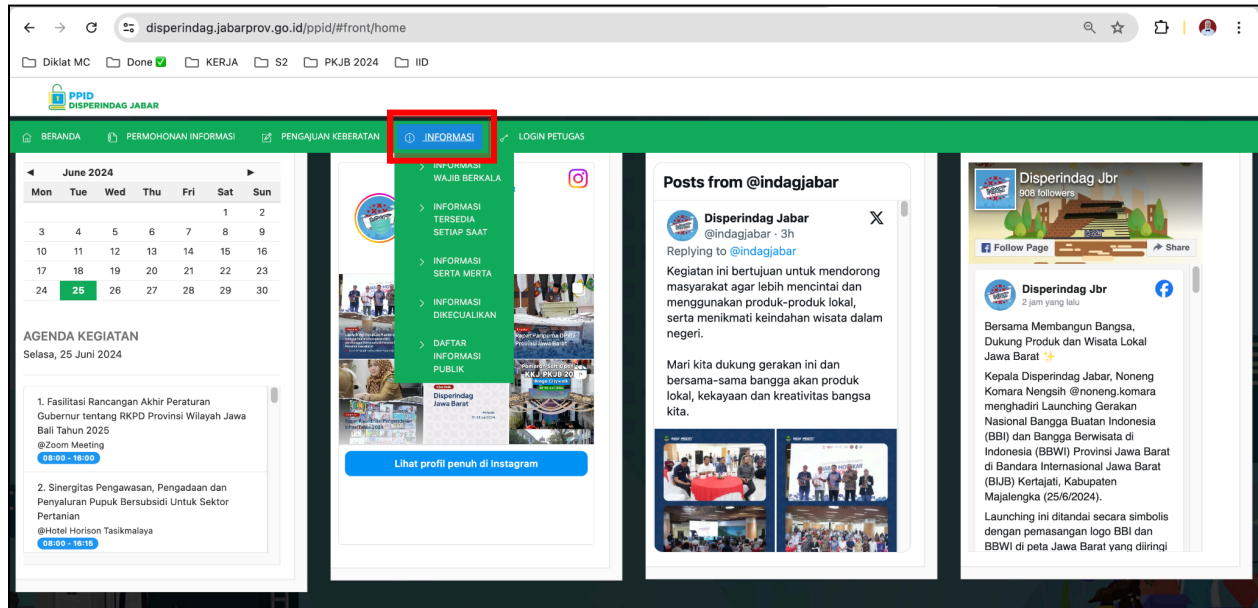 disperindag.jabarprov.go.id/ppid/#front/home
Diklat MC
Done
KERJA
S2
PKJB 2024
IID
PPID
DISPERINDAG JABAR
BERANDA
PERMOHONAN INFORMASI
PENGAJUAN KEBERATAN
INFORMASI
LOGIN PETUGAS
INFORMASI
WAJIB BERKALA
INFORMASI
TERSEDIA
SETIAP SAAT
INFORMASI
SERTA MERTA
INFORMASI
DIKECUALIKAN
DAFTAR
INFORMASI
PUBLIK
June 2024
Mon Tue Wed Thu Fri Sat Sun
1 2
3 4 5 6 7 8 9
10 11 12 13 14 15 16
17 18 19 20 21 22 23
24 25 26 27 28 29 30
AGENDA KEGIATAN
Selasa, 25 Juni 2024
1. Fasilitasi Rancangan Akhir Peraturan
Gubernur tentang RKPD Provinsi Wilayah Jawa
Bali Tahun 2025
@Zoom Meeting
08:00 - 16:00
2. Sinergitas Pengawasan, Pengadaan dan
Penyaluran Pupuk Bersubsidi Untuk Sektor
Pertanian
@Hotel Horison Tasikmalaya
08:00 - 16:15
Disperindag
Jawa Barat
Lihat profil penuh di Instagram
Posts from @indagjabar
Disperindag Jabar
@indagjabar · 3h
Replying to @indagjabar
Kegiatan ini bertujuan untuk mendorong
masyarakat agar lebih mencintai dan
menggunakan produk-produk lokal,
serta menikmati keindahan wisata dalam
negeri.
Mari kita dukung gerakan ini dan
bersama-sama bangga akan produk
lokal, kekayaan dan kreativitas bangsa
kita.
Disperindag Jbr
908 followers
Follow Page
Share
Disperindag Jbr
2 jam yang lalu
Bersama Membangun Bangsa,
Dukung Produk dan Wisata Lokal
Jawa Barat ✨
Kepala Disperindag Jabar, Noneng
Komara Nengsih @noneng.komara
menghadiri Launching Gerakan
Nasional Bangga Buatan Indonesia
(BBI) dan Bangga Berwisata di
Indonesia (BBWI) Provinsi Jawa Barat
di Bandara Internasional Jawa Barat
(BIJB) Kertajati, Kabupaten
Majalengka (25/6/2024).
Launching ini ditandai secara simbolis
dengan pemasangan logo BBI dan
BBWI di peta Jawa Barat yang diiringi